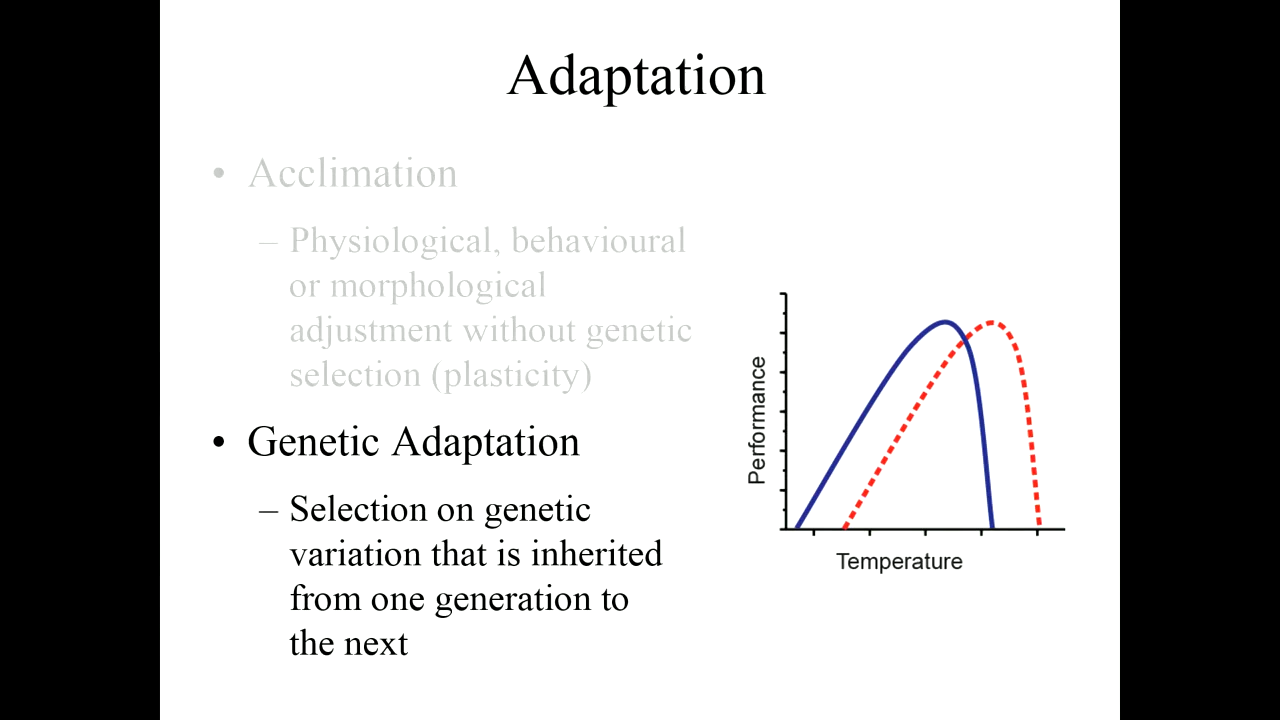 Adaptation
• Acclimation
– Physiological, behavioural
or morphological
adjustment without genetic
selection (plasticity)
• Genetic Adaptation
– Selection on genetic
variation that is inherited
from one generation to
the next
Performance
Temperature